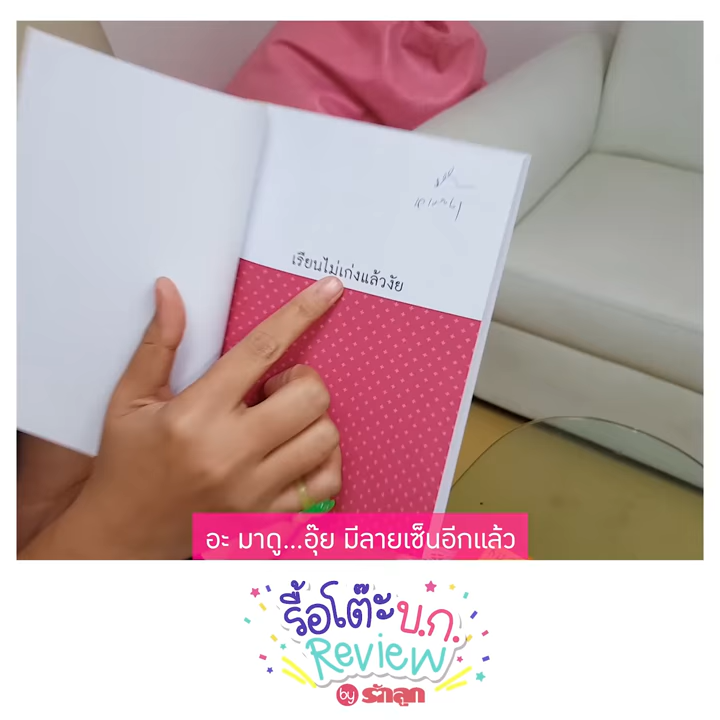 เรียนไม่เก่งแล้วงัย
อะ มาดู...อุ๊ย มีลายเซ็นอีกแล้ว
รื้อโต๊ะบ.ก.
Review
by รักลูก